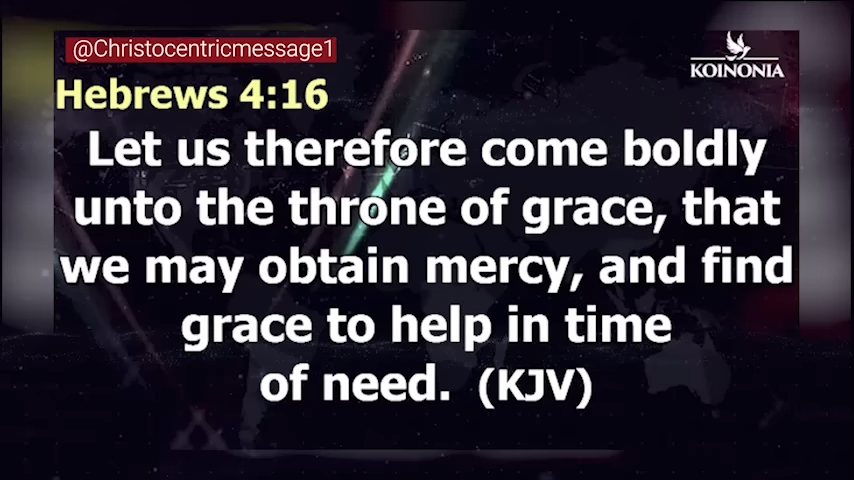 @Christocentricmessage1
KOINONIA
Hebrews 4:16
Let us therefore come boldly
unto the throne of grace, that
we may obtain mercy, and find
grace to help in time
of need. (KJV)